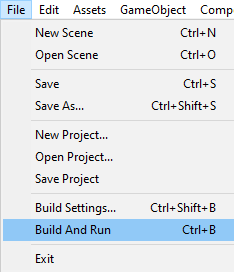 File Edit Assets GameObject Comp
New Scene Ctrl+N
Open Scene Ctrl+O
Save Ctrl+S
Save As... Ctrl+Shift+S
New Project...
Open Project...
Save Project
Build Settings... Ctrl+Shift+B
Build And Run Ctrl+B
Exit